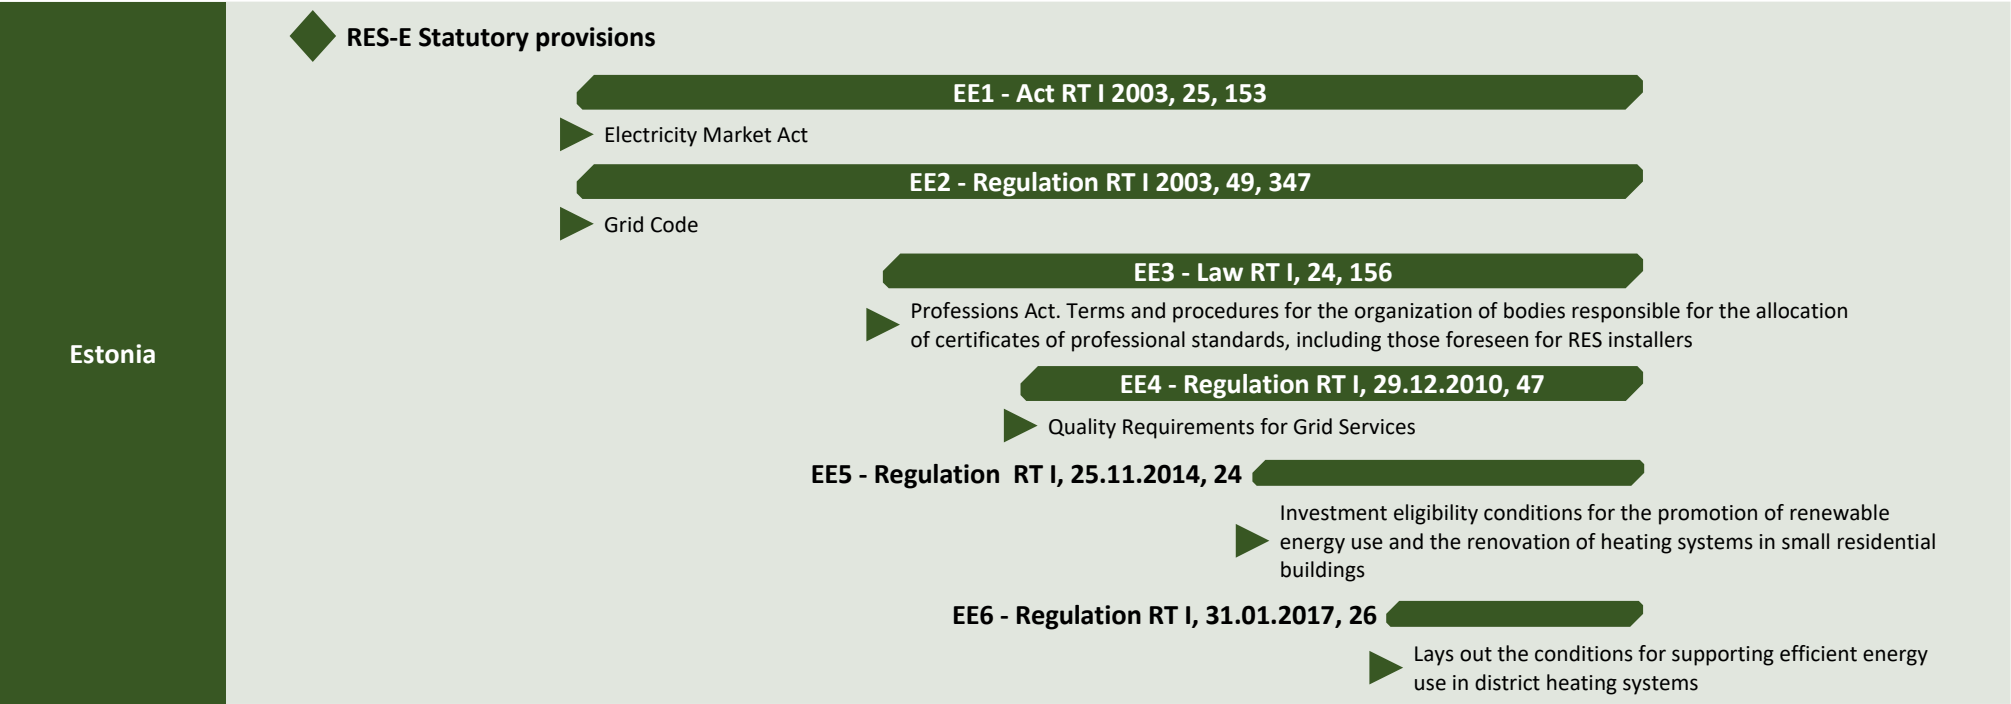 RES-E Statutory provisions
EE1 - Act RT I 2003, 25, 153
Electricity Market Act
EE2 - Regulation RT I 2003, 49, 347
Grid Code
EE3 - Law RT I, 24, 156
Professions Act. Terms and procedures for the organization of bodies responsible for the allocation
of certificates of professional standards, including those foreseen for RES installers
Estonia
EE4 - Regulation RT I, 29.12.2010, 47
Quality Requirements for Grid Services
EE5 - Regulation  RT I, 25.11.2014, 24
Investment eligibility conditions for the promotion of renewable
energy use and the renovation of heating systems in small residential
buildings
EE6 - Regulation RT I, 31.01.2017, 26
Lays out the conditions for supporting efficient energy
use in district heating systems